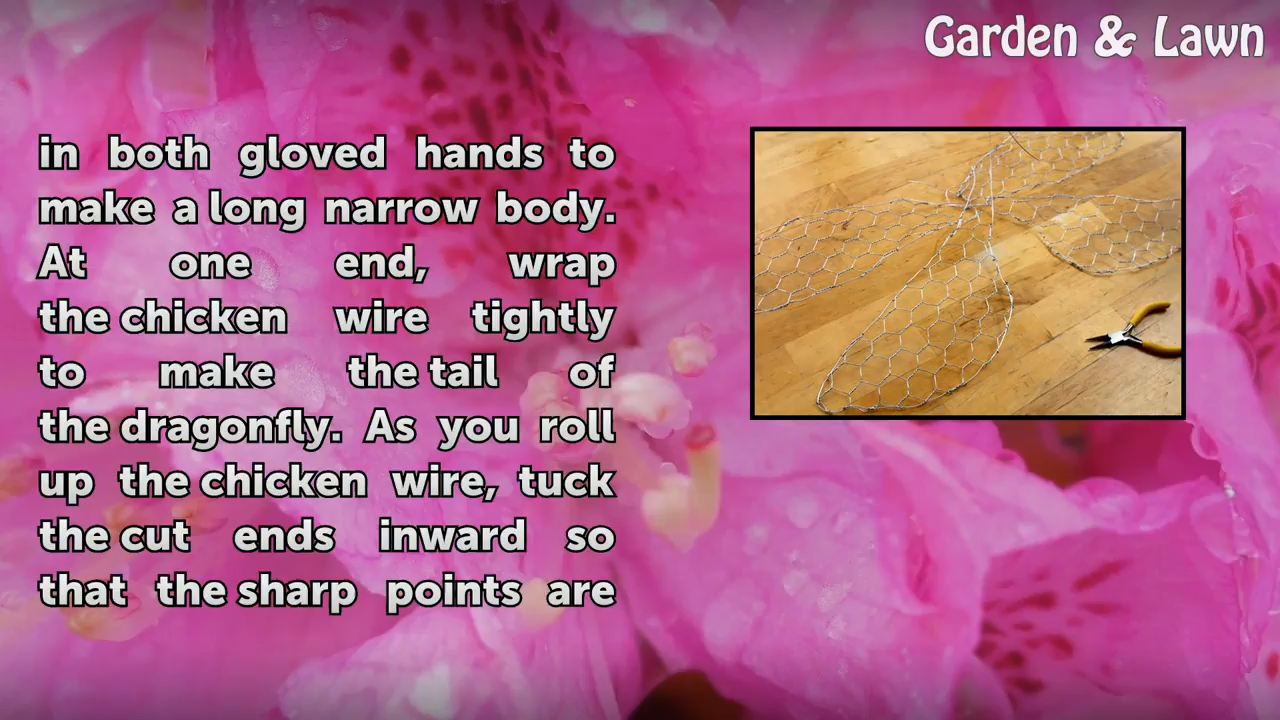 Garden & Lawn
in both gloved hands to
make a long narrow body.
At one end, wrap
the chicken wire tightly
to make the tail of
the dragonfly. As you roll
up the chicken wire, tuck
the cut ends inward so
that the sharp points are